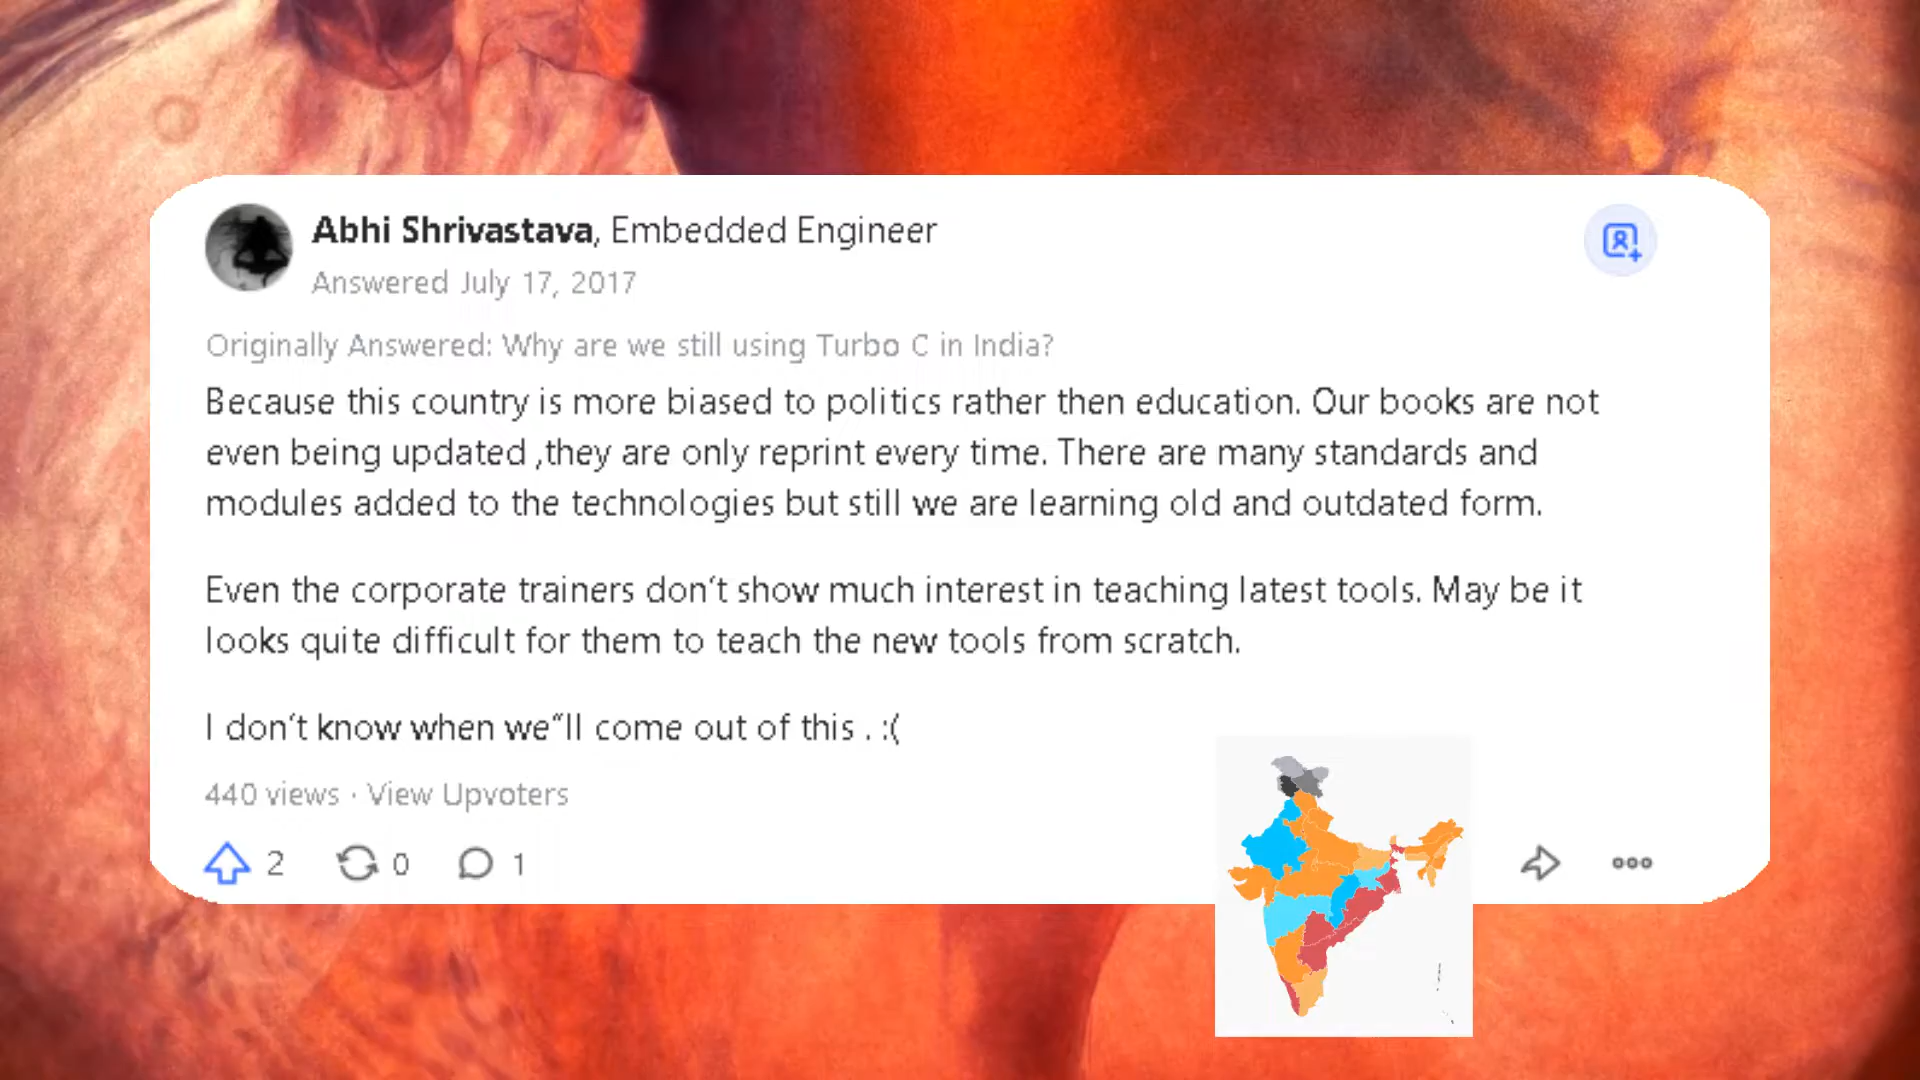 Abhi Shrivastava, Embedded Engineer
Answered July 17, 2017
Originally Answered: Why are we still using Turbo C in India?
Because this country is more biased to politics rather then education. Our books are not
even being updated ,they are only reprint every time. There are many standards and
modules added to the technologies but still we are learning old and outdated form.
Even the corporate trainers don’t show much interest in teaching latest tools. May be it
looks quite difficult for them to teach the new tools from scratch.
I don’t know when we“ll come out of this . :(
440 views · View Upvoters
2 0 1